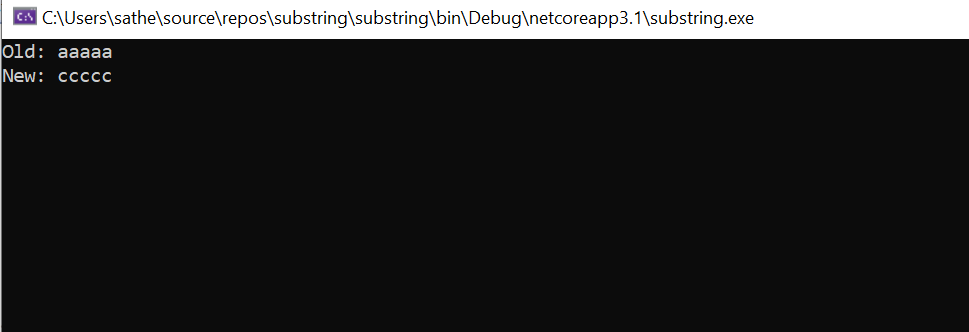 C:\Users\sathe\source\repos\substring\substring\bin\Debug\netcoreapp3.1\substring.exe
Old: aaaaa
New: ccccc